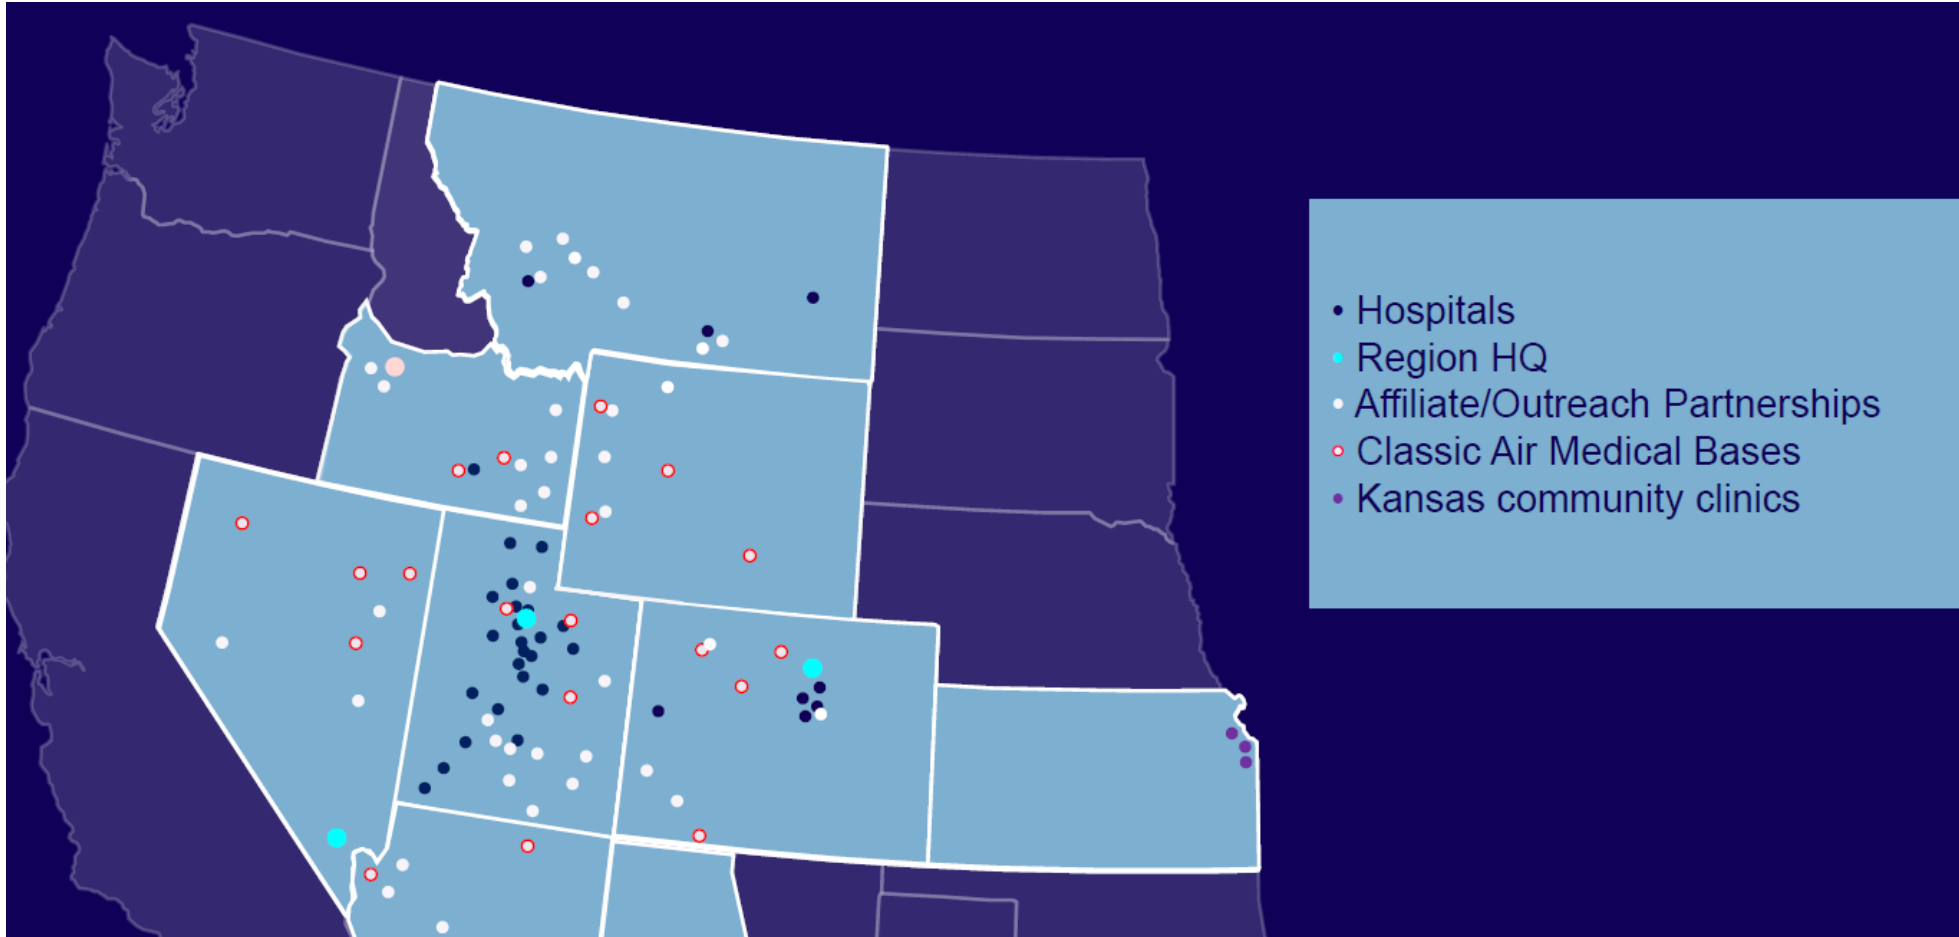 • Hospitals
• Region HQ
• Affiliate/Outreach Partnerships
• Classic Air Medical Bases
• Kansas community clinics